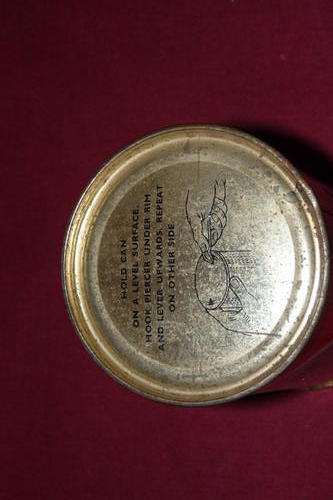 HOLD CAN
ON A LEVEL SURFACE.
HOOK PIERCER UNDER RIM
AND LEVER UPWARDS. REPEAT
ON OTHER SIDE.